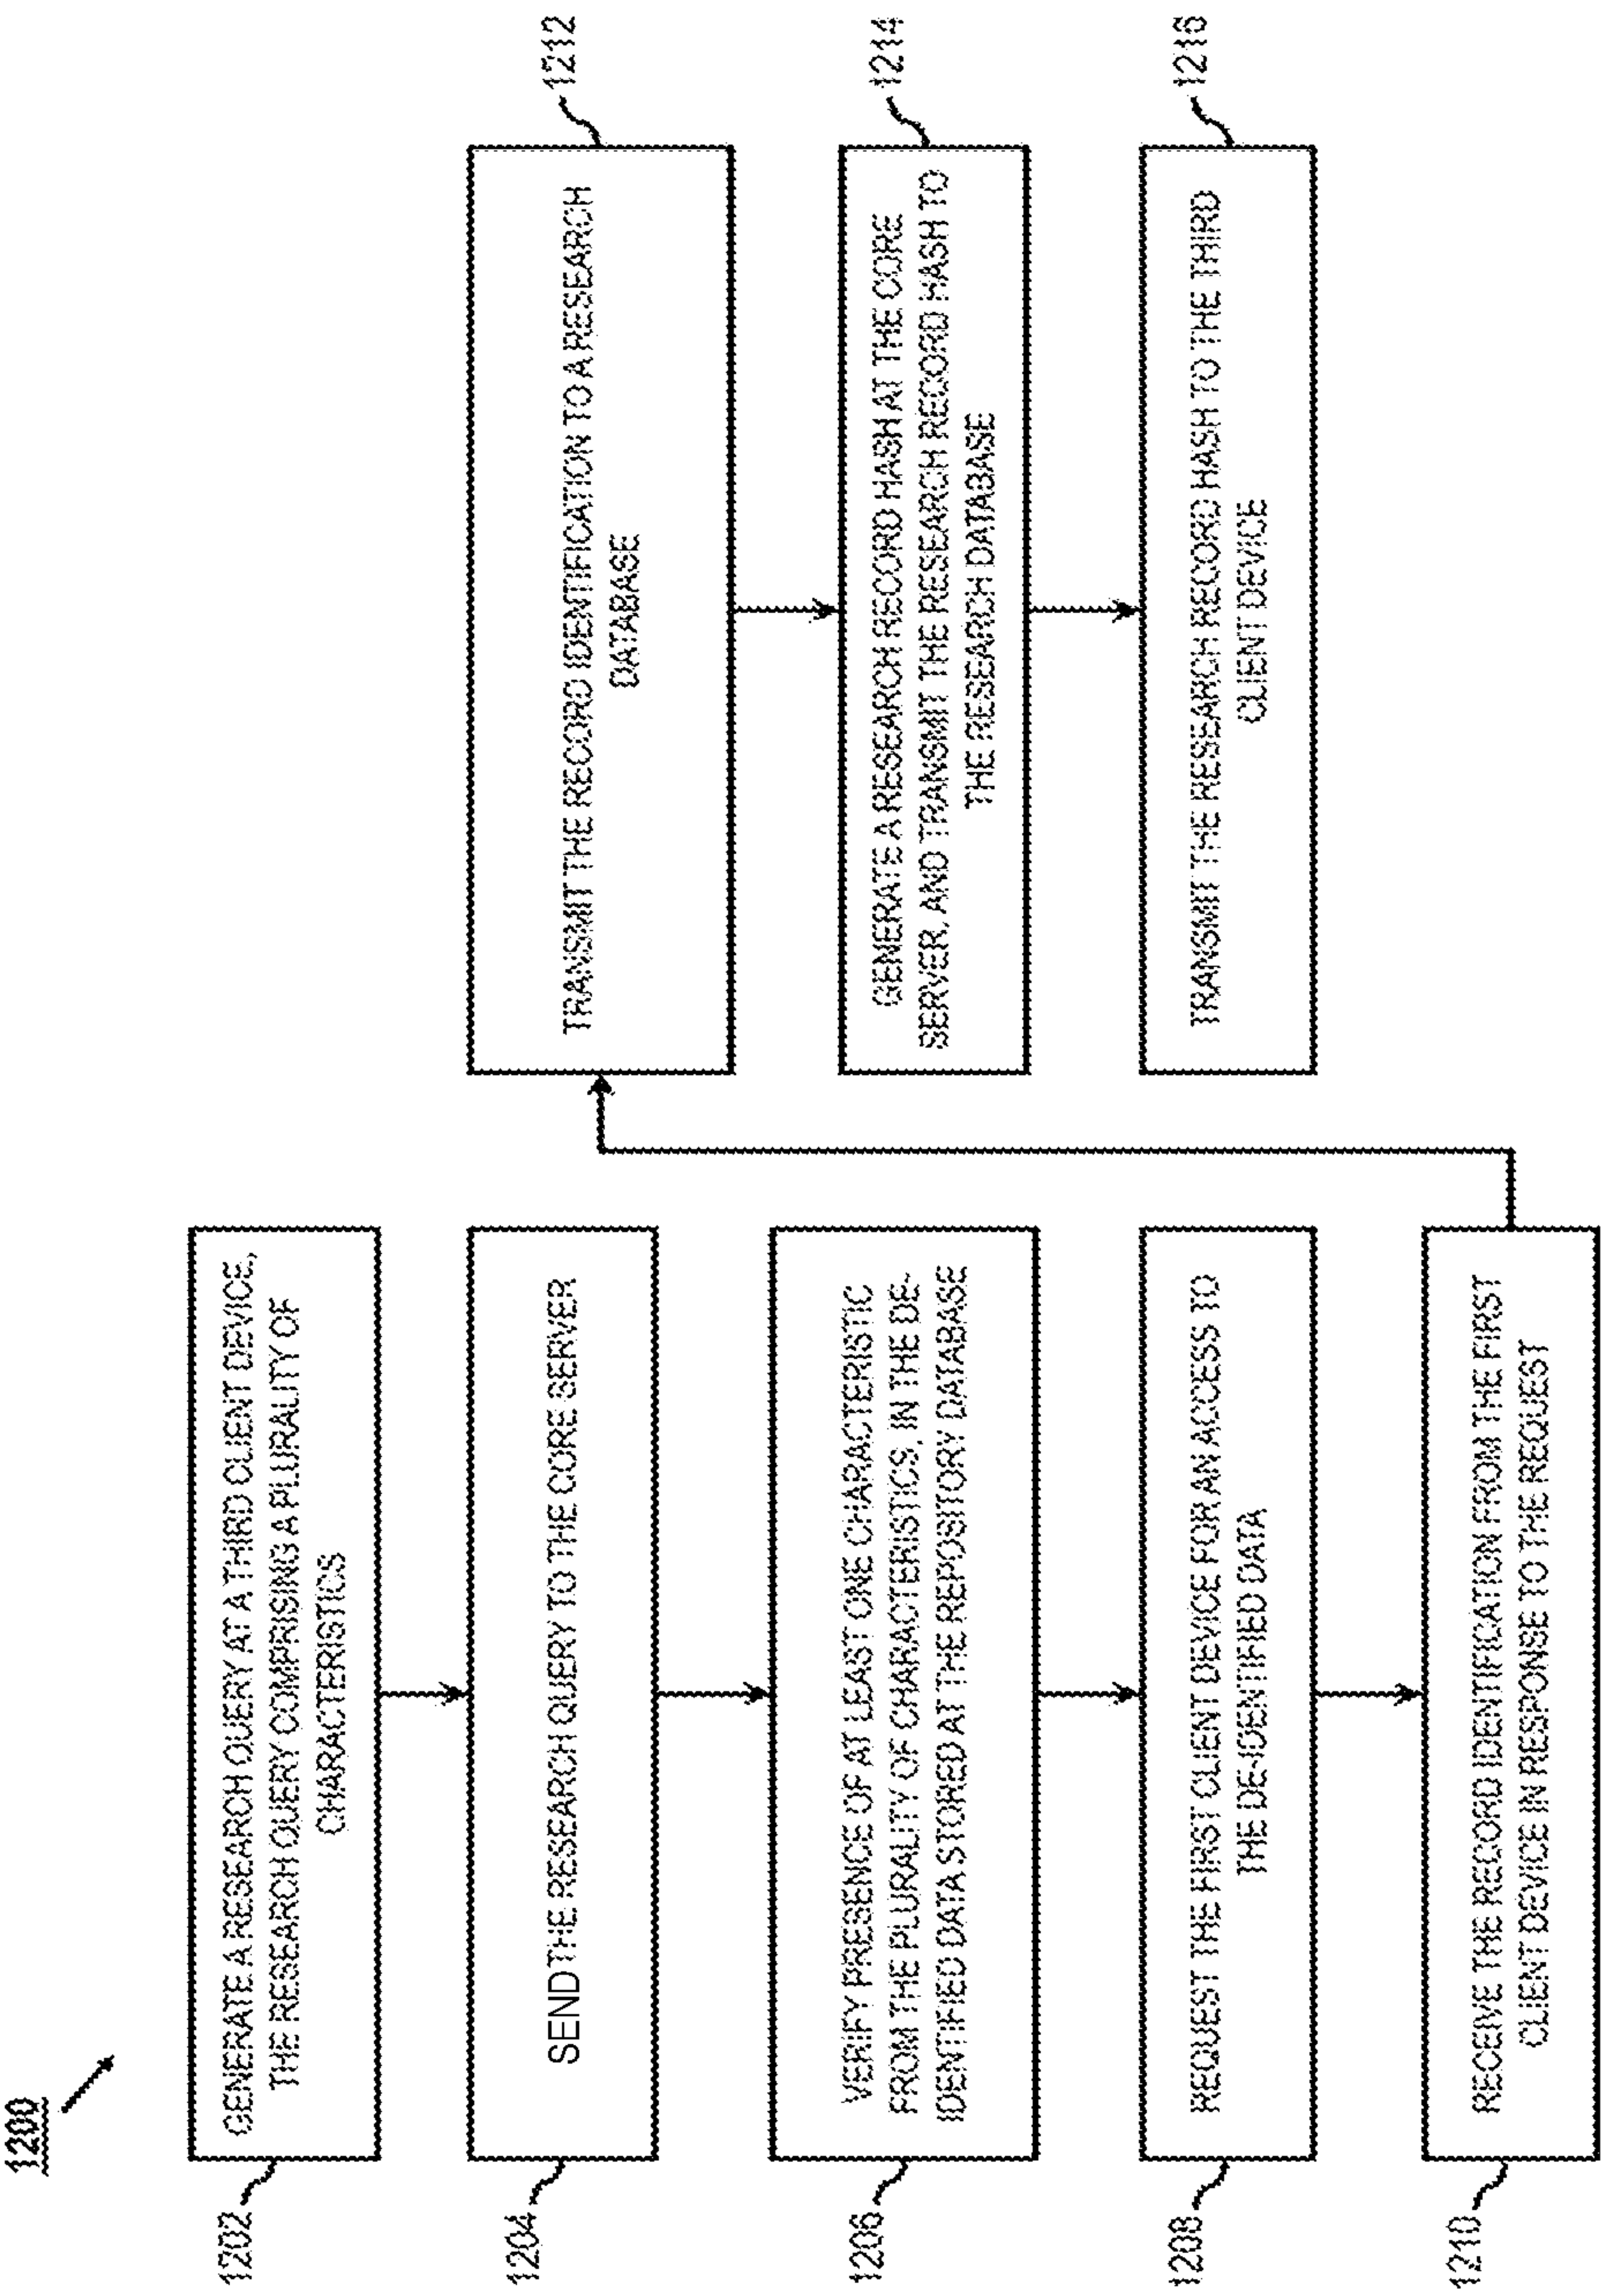 1200
1202
GENERATE A RESEARCH QUERY AT A THIRD CLIENT DEVICE,
THE RESEARCH QUERY COMPRISING A PLURALITY OF
CHARACTERISTICS
1204
SEND THE RESEARCH QUERY TO THE CORE SERVER
1206
VERIFY PRESENCE OF AT LEAST ONE CHARACTERISTIC
FROM THE PLURALITY OF CHARACTERISTICS, IN THE DE-
IDENTIFIED DATA STORED AT THE REPOSITORY DATABASE
1208
REQUEST THE FIRST CLIENT DEVICE FOR AN ACCESS TO
THE DE-IDENTIFIED DATA
1210
RECEIVE THE RECORD IDENTIFICATION FROM THE FIRST
CLIENT DEVICE IN RESPONSE TO THE REQUEST
1212
TRANSMIT THE RECORD IDENTIFICATION TO A RESEARCH
DATABASE
1214
GENERATE A RESEARCH RECORD HASH AT THE CORE
SERVER, AND TRANSMIT THE RESEARCH RECORD HASH TO
THE RESEARCH DATABASE
1216
TRANSMIT THE RESEARCH RECORD HASH TO THE THIRD
CLIENT DEVICE